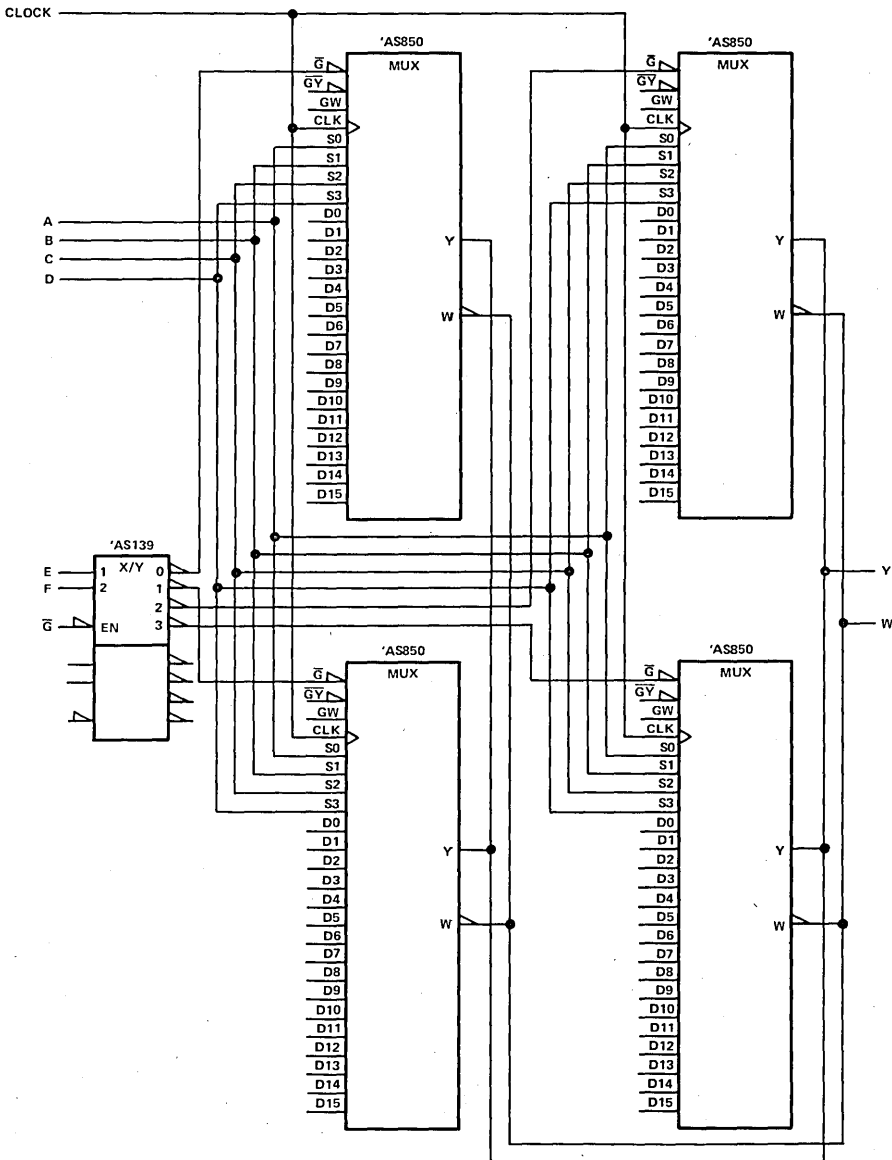 CLOCK
'AS850
MUX
G̅
G̅Y̅
GW
CLK
S0
S1
S2
S3
D0
D1
D2
D3
D4
D5
D6
D7
D8
D9
D10
D11
D12
D13
D14
D15
Y
W
'AS850
MUX
G̅
G̅Y̅
GW
CLK
S0
S1
S2
S3
D0
D1
D2
D3
D4
D5
D6
D7
D8
D9
D10
D11
D12
D13
D14
D15
Y
W
A
B
C
D
'AS139
X/Y
E
F
G̅
1
2
EN
0
1
2
3
Y
W
'AS850
MUX
G̅
G̅Y̅
GW
CLK
S0
S1
S2
S3
D0
D1
D2
D3
D4
D5
D6
D7
D8
D9
D10
D11
D12
D13
D14
D15
Y
W
'AS850
MUX
G̅
G̅Y̅
GW
CLK
S0
S1
S2
S3
D0
D1
D2
D3
D4
D5
D6
D7
D8
D9
D10
D11
D12
D13
D14
D15
Y
W